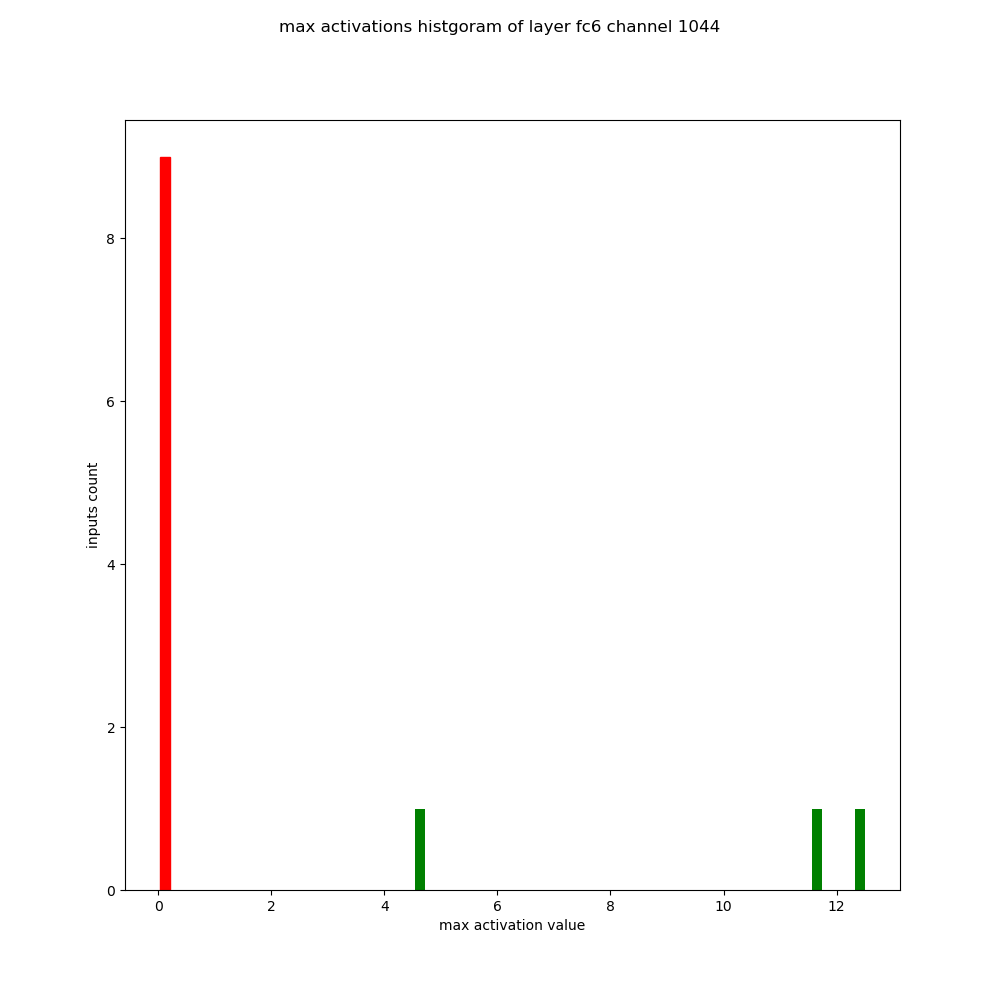 max activations histgoram of layer fc6 channel 1044
8
6
4
2
0
inputs count
0 2 4 6 8 10 12
max activation value